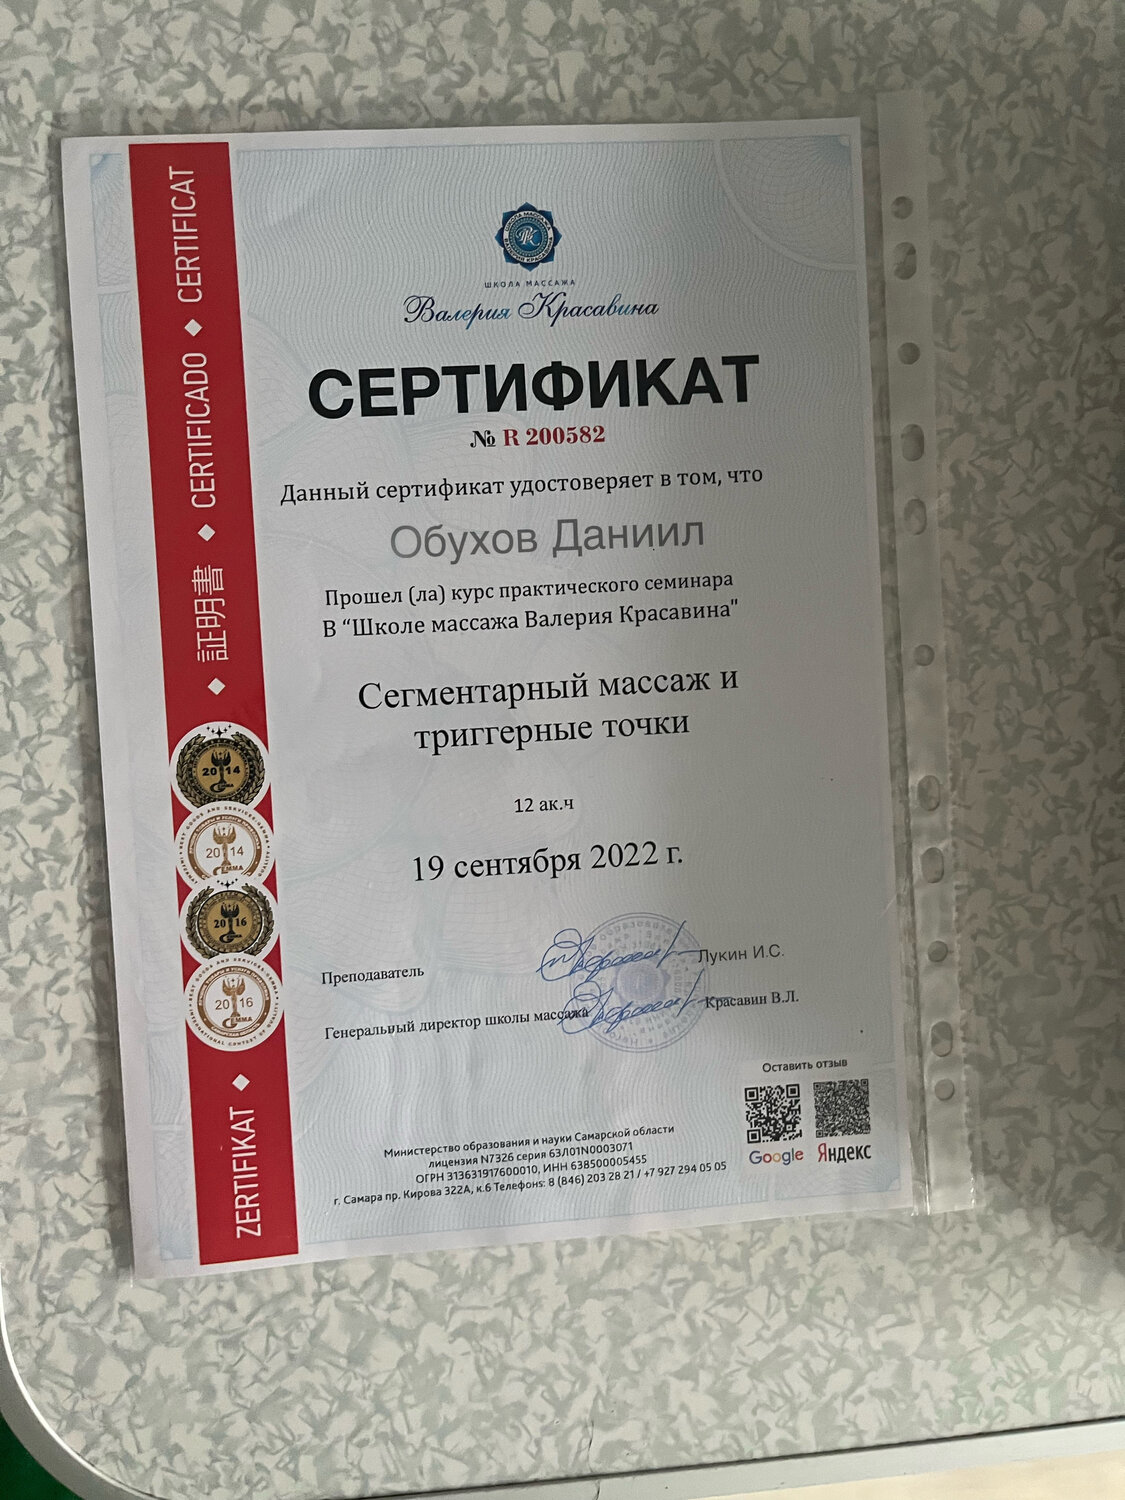 ШКОЛА МАССАЖА
Валерия Красавина
СЕРТИФИКАТ
№ R 200582
Данный сертификат удостоверяет в том, что
Обухов Даниил
Прошел (ла) курс практического семинара
В “Школе массажа Валерия Красавина"
Сегментарный массаж и
триггерные точки
12 ак.ч
19 сентября 2022 г.
Преподаватель
Лукин И.С.
Генеральный директор школы массажа
Красавин В.Л.
Оставить отзыв
Google Яндекс
Министерство образования и науки Самарской области
лицензия N7326 серия 63Л01N0003071
ОГРН 313631917600010, ИНН 638500005455
г. Самара пр. Кирова 322А, к.6 Телефонs: 8 (846) 203 28 21 / +7 927 294 05 05
ZERTIFIKAT
証明書 ◆ CERTIFICADO ◆ CERTIFICAT
2014
2014
GEMMA
2016
2016
GEMMA